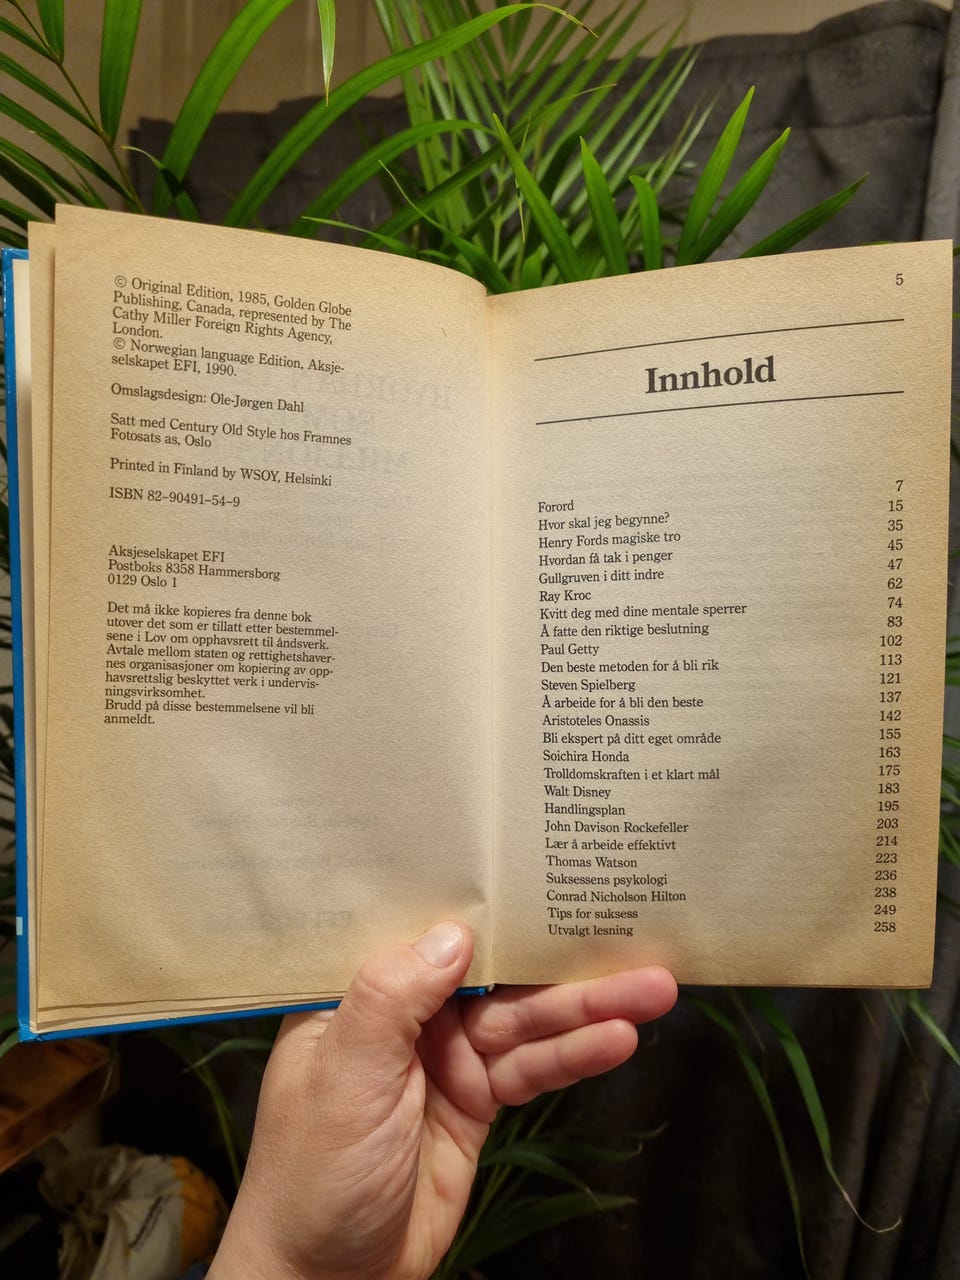 © Original Edition, 1985, Golden Globe
Publishing, Canada, represented by The
Cathy Miller Foreign Rights Agency,
London.
© Norwegian language Edition, Aksje-
selskapet EFI, 1990.
Omslagsdesign: Ole-Jørgen Dahl
Satt med Century Old Style hos Framnes
Fotosats as, Oslo
Printed in Finland by WSOY, Helsinki
ISBN 82–90491–54–9
Aksjeselskapet EFI
Postboks 8358 Hammersborg
0129 Oslo 1
Det må ikke kopieres fra denne bok
utover det som er tillatt etter bestemmel-
sene i Lov om opphavsrett til åndsverk.
Avtale mellom staten og rettighetshaver-
nes organisasjoner om kopiering av opp-
havsrettslig beskyttet verk i undervis-
ningsvirksomhet.
Brudd på disse bestemmelsene vil bli
anmeldt.
5
Innhold
Forord 7
Hvor skal jeg begynne? 15
Henry Fords magiske tro 35
Hvordan få tak i penger 45
Gullgruven i ditt indre 47
Ray Kroc 62
Kvitt deg med dine mentale sperrer 74
Å fatte den riktige beslutning 83
Paul Getty 102
Den beste metoden for å bli rik 113
Steven Spielberg 121
Å arbeide for å bli den beste 137
Aristoteles Onassis 142
Bli ekspert på ditt eget område 155
Soichira Honda 163
Trolldomskraften i et klart mål 175
Walt Disney 183
Handlingsplan 195
John Davison Rockefeller 203
Lær å arbeide effektivt 214
Thomas Watson 223
Suksessens psykologi 236
Conrad Nicholson Hilton 238
Tips for suksess 249
Utvalgt lesning 258